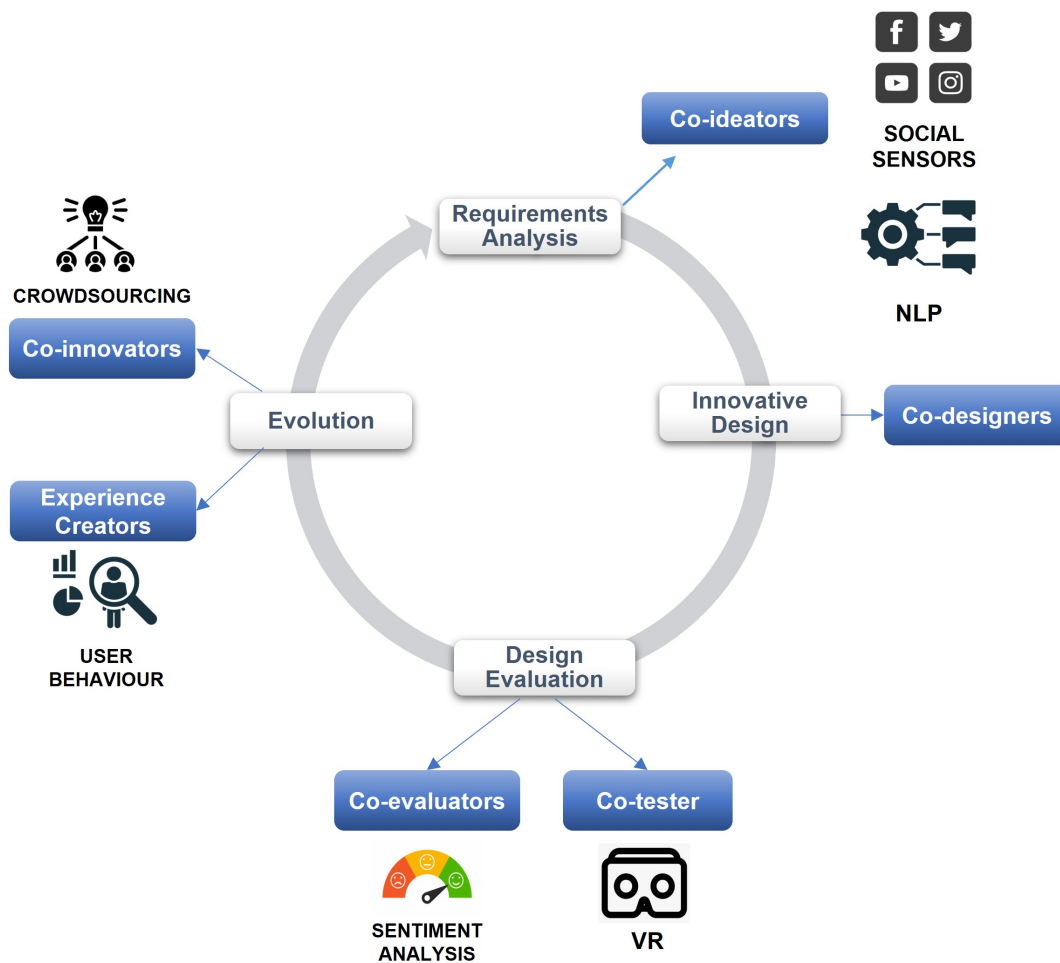 Co-ideators
SOCIAL
SENSORS
Requirements
Analysis
NLP
CROWDSOURCING
Co-innovators
Evolution
Innovative
Design
Co-designers
Experience
Creators
USER
BEHAVIOUR
Design
Evaluation
Co-evaluators
Co-tester
SENTIMENT
ANALYSIS
VR